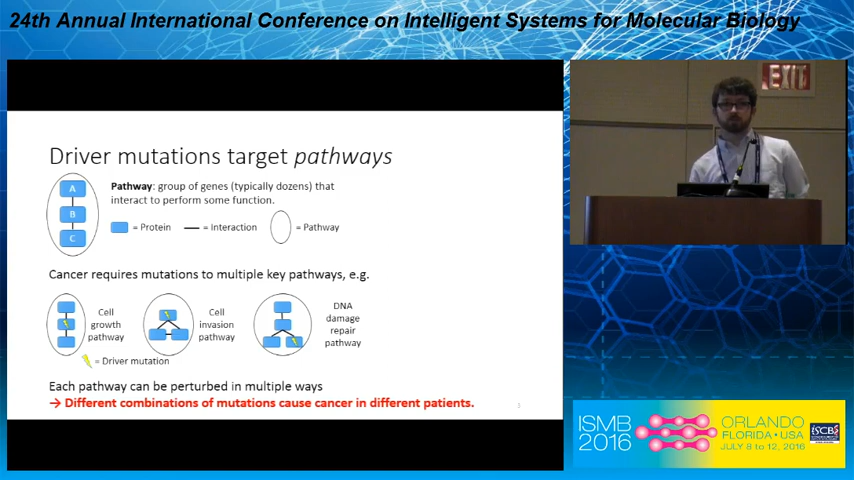 24th Annual International Conference on Intelligent Systems for Molecular Biology
EXIT
Driver mutations target pathways
A
B
C
Pathway: group of genes (typically dozens) that
interact to perform some function.
= Protein
= Interaction
= Pathway
Cancer requires mutations to multiple key pathways, e.g.
Cell
growth
pathway
Cell
invasion
pathway
DNA
damage
repair
pathway
= Driver mutation
Each pathway can be perturbed in multiple ways
→ Different combinations of mutations cause cancer in different patients.
ISMB
2016
ORLANDO
FLORIDA • USA
JULY 8 to 12, 2016
ISCB